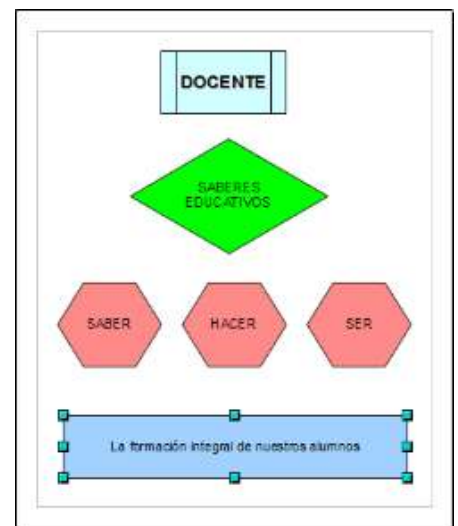 DOCENTE
SABERES
EDUCATIVOS
SABER
HACER
SER
La formación integral de nuestros alumnos